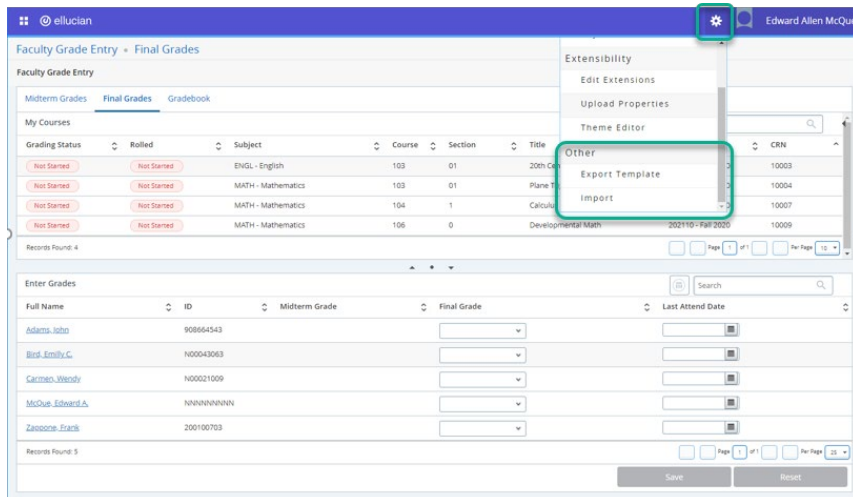 ellucian Edward Allen McQue
Faculty Grade Entry • Final Grades
Faculty Grade Entry
Extensibility
Edit Extensions
Upload Properties
Theme Editor
Other
Export Template
Import
Midterm Grades Final Grades Gradebook
My Courses
Grading Status Rolled Subject Course Section Title CRN
Not Started Not Started ENGL - English 103 01 20th Cen 10003
Not Started Not Started MATH - Mathematics 103 01 Plane T 10004
Not Started Not Started MATH - Mathematics 104 1 Calculu 10007
Not Started Not Started MATH - Mathematics 106 0 Developmental Math 202110 - Fall 2020 10009
Records Found: 4 Page 1 of 1 Per Page 10
Enter Grades Search
Full Name ID Midterm Grade Final Grade Last Attend Date
Adams, John 908664543
Bird, Emilly C. N00043063
Carmen, Wendy N00021009
McQue, Edward A. NNNNNNNNN
Zappone, Frank 200100703
Records Found: 5 Page 1 of 1 Per Page 25
Save Reset